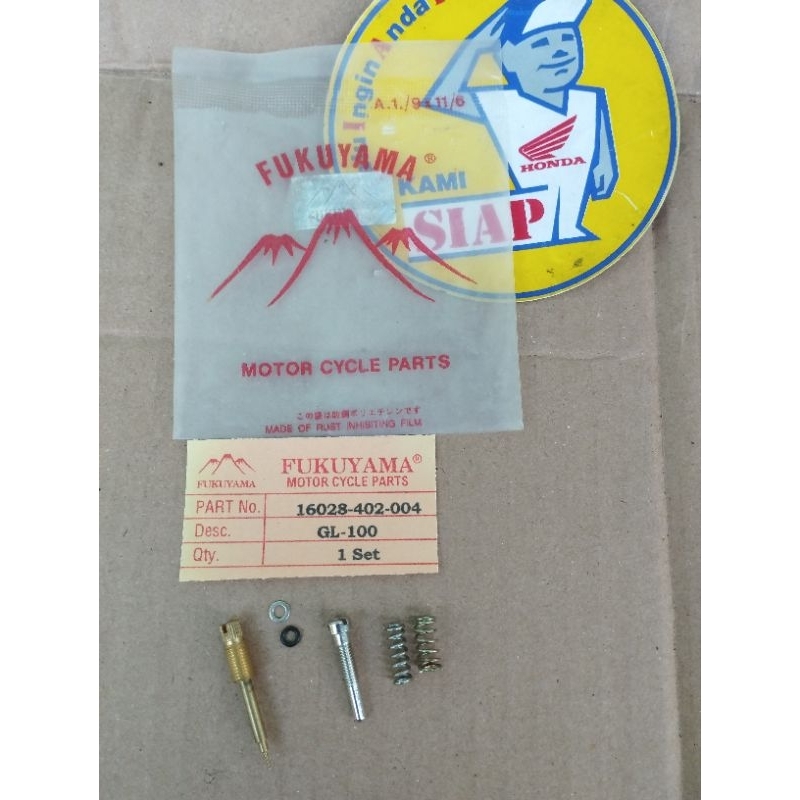 Ingin Anda
A.1./9ε11/6
FUKUYAMA®
HONDA
KAMI
SIAP
MOTOR CYCLE PARTS
この袋は防錆ポリエチレンです
MADE OF RUST INHIBITING FILM
FUKUYAMA
FUKUYAMA®
MOTOR CYCLE PARTS
PART No. 16028-402-004
Desc. GL-100
Qty. 1 Set